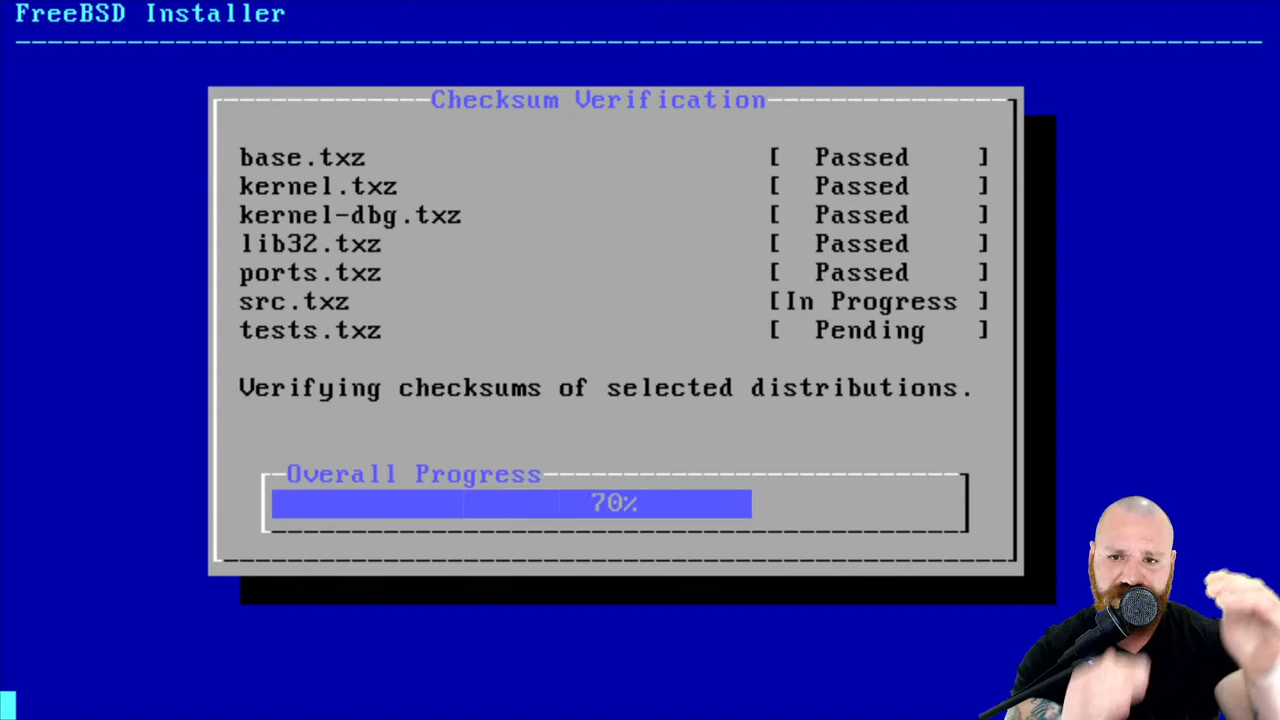 FreeBSD Installer
Checksum Verification
base.txz [ Passed ]
kernel.txz [ Passed ]
kernel-dbg.txz [ Passed ]
lib32.txz [ Passed ]
ports.txz [ Passed ]
src.txz [In Progress ]
tests.txz [ Pending ]
Verifying checksums of selected distributions.
Overall Progress
70%